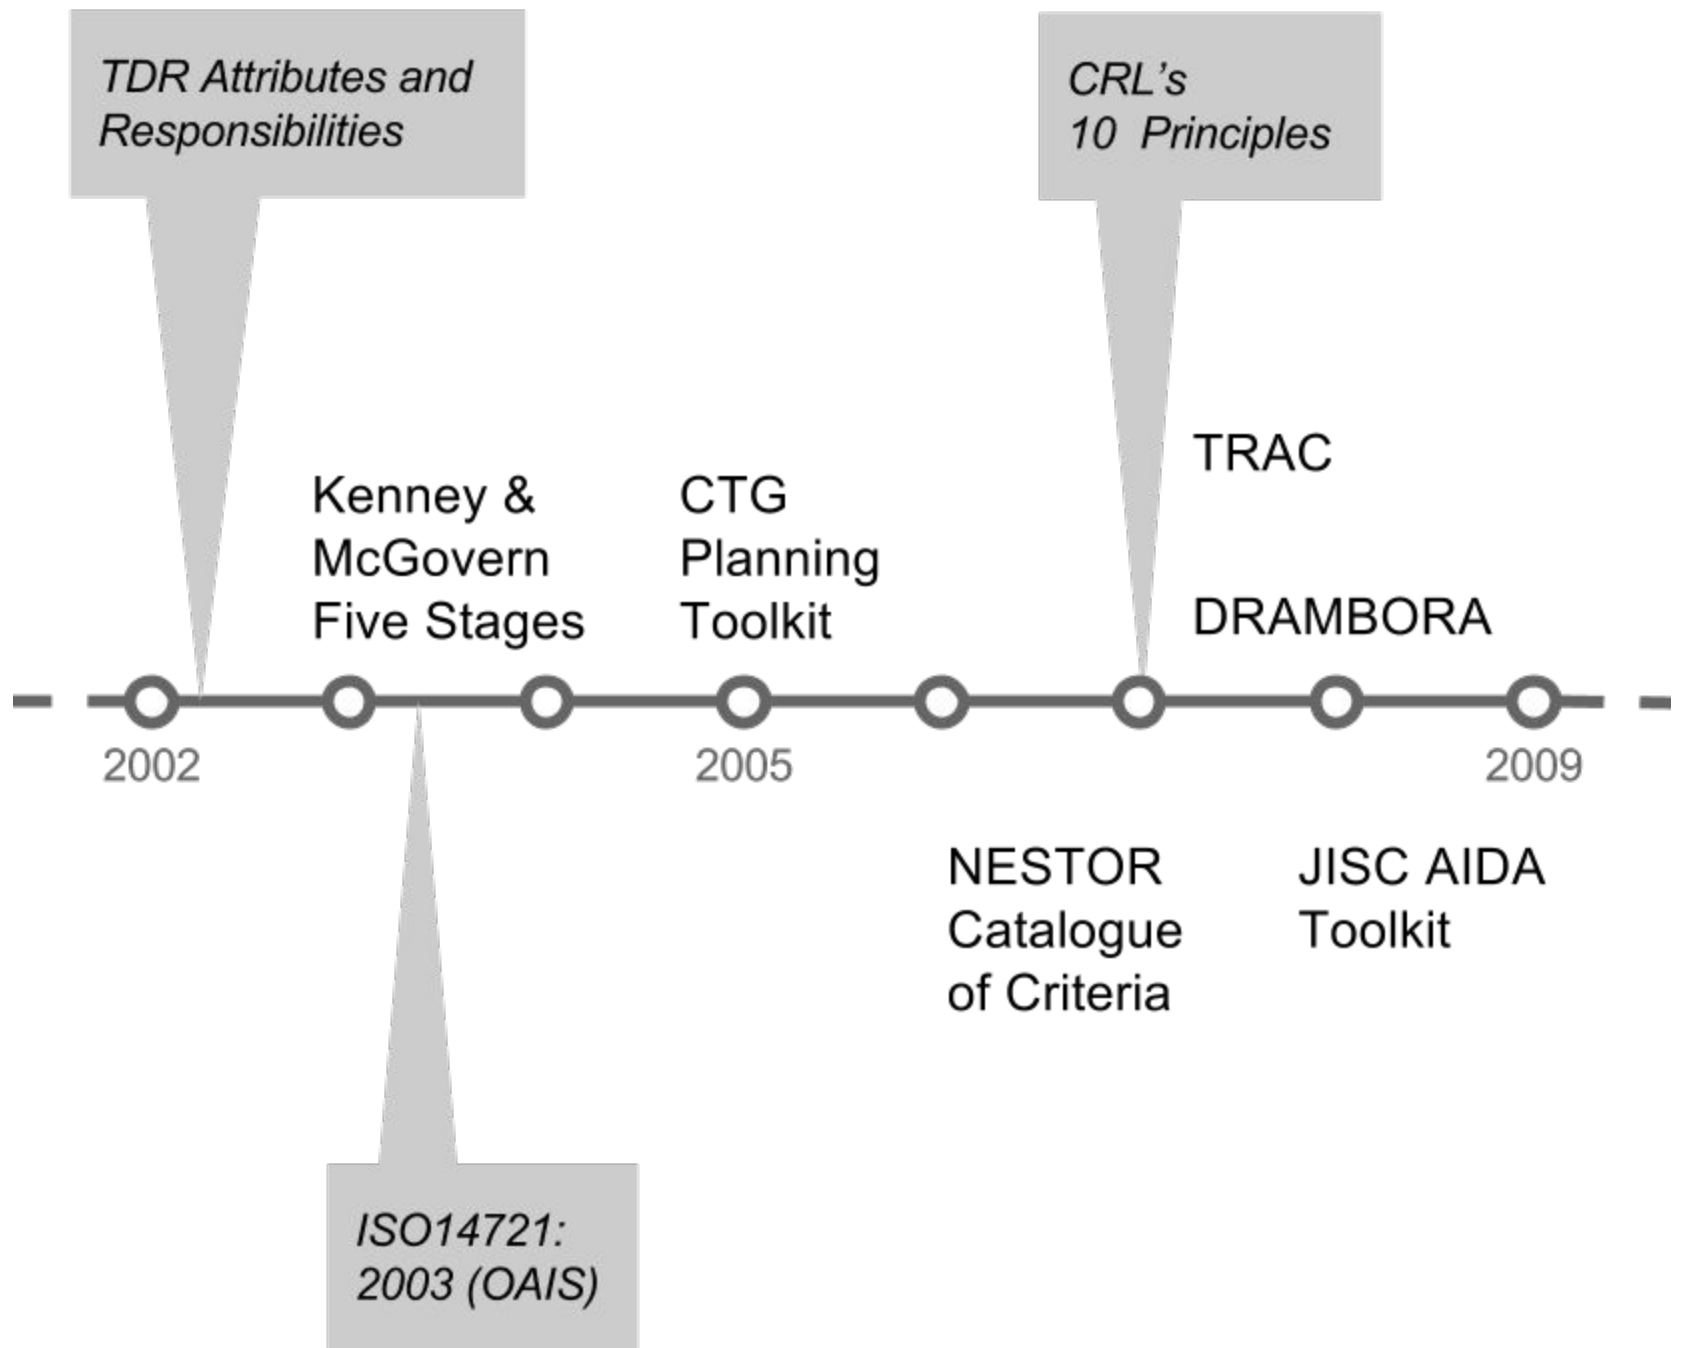 TDR Attributes and
Responsibilities
CRL's
10 Principles
TRAC
Kenney &
McGovern
Five Stages
CTG
Planning
Toolkit
DRAMBORA
2002
2005
2009
NESTOR
Catalogue
of Criteria
JISC AIDA
Toolkit
ISO14721:
2003 (OAIS)